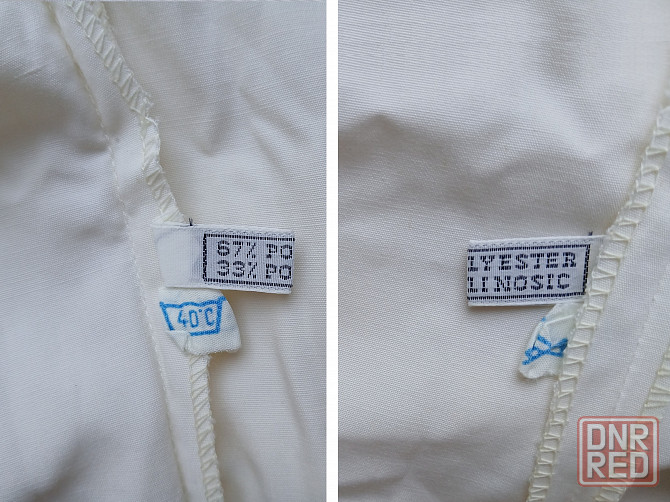 67% PO
33% PO
40°C
LYESTER
LINOSIC
DNR
RED